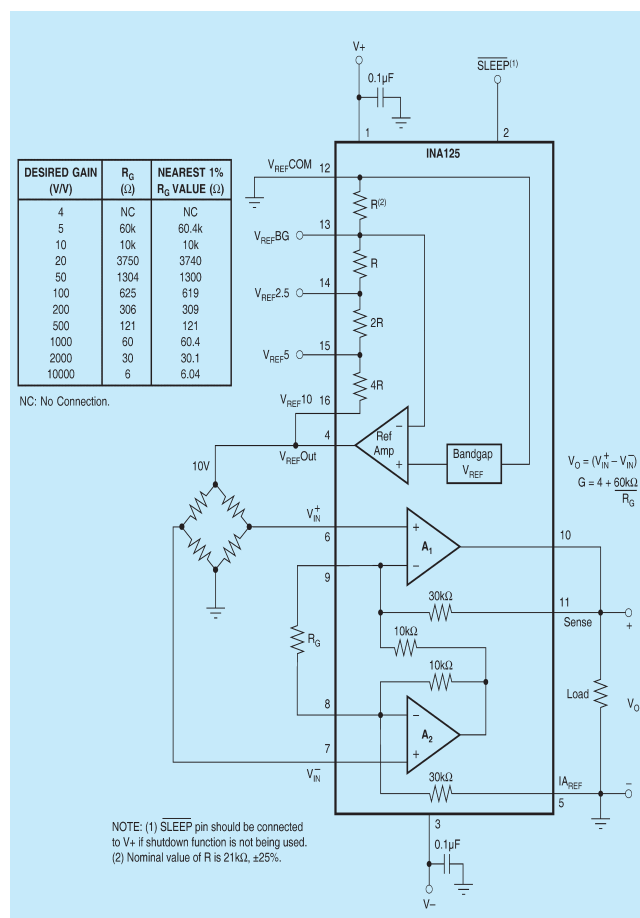 V+
SLEEP(1)
0.1μF
1
2
INA125
DESIRED GAIN (V/V) RG (Ω) NEAREST 1% RG VALUE (Ω)
4 NC NC
5 60k 60.4k
10 10k 10k
20 3750 3740
50 1304 1300
100 625 619
200 306 309
500 121 121
1000 60 60.4
2000 30 30.1
10000 6 6.04
NC: No Connection.
VREFCOM
12
R(2)
13
VREFBG
R
14
VREF2.5
2R
15
VREF5
4R
VREF10
16
4
VREFOut
Ref Amp
−
+
Bandgap VREF
10V
VO = (VIN+ – VIN–)
G = 4 + 60kΩ
RG
VIN+
6
+
−
A1
10
9
30kΩ
11
Sense
+
10kΩ
RG
10kΩ
Load
VO
8
−
A2
+
7
VIN–
30kΩ
IAREF
−
5
3
0.1μF
V–
NOTE: (1) SLEEP pin should be connected
to V+ if shutdown function is not being used.
(2) Nominal value of R is 21kΩ, ±25%.